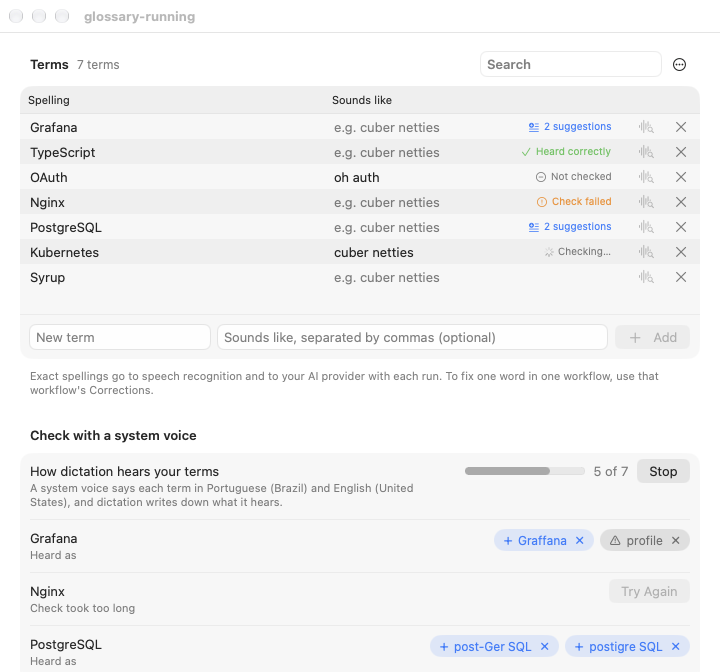 glossary-running
Terms 7 terms
Search
Spelling Sounds like
Grafana e.g. cuber netties 2 suggestions
TypeScript e.g. cuber netties Heard correctly
OAuth oh auth Not checked
Nginx e.g. cuber netties Check failed
PostgreSQL e.g. cuber netties 2 suggestions
Kubernetes cuber netties Checking...
Syrup e.g. cuber netties
New term Sounds like, separated by commas (optional) + Add
Exact spellings go to speech recognition and to your AI provider with each run. To fix one word in one workflow, use that
workflow's Corrections.
Check with a system voice
How dictation hears your terms 5 of 7 Stop
A system voice says each term in Portuguese (Brazil) and English (United
States), and dictation writes down what it hears.
Grafana + Graffana × profile ×
Heard as
Nginx Try Again
Check took too long
PostgreSQL + post-Ger SQL × + postigre SQL ×
Heard as